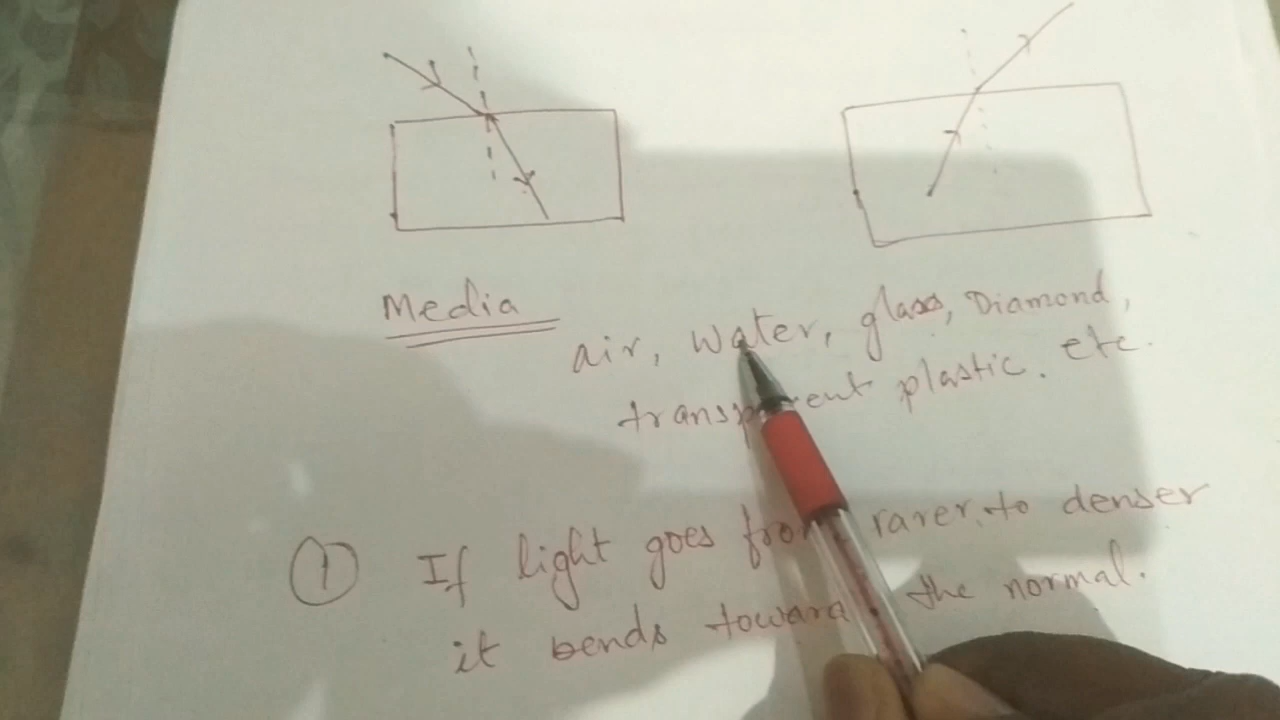 Media
air, water, glass, Diamond,
transparent plastic. etc.
① If light goes from rarer to denser
it bends toward the normal.